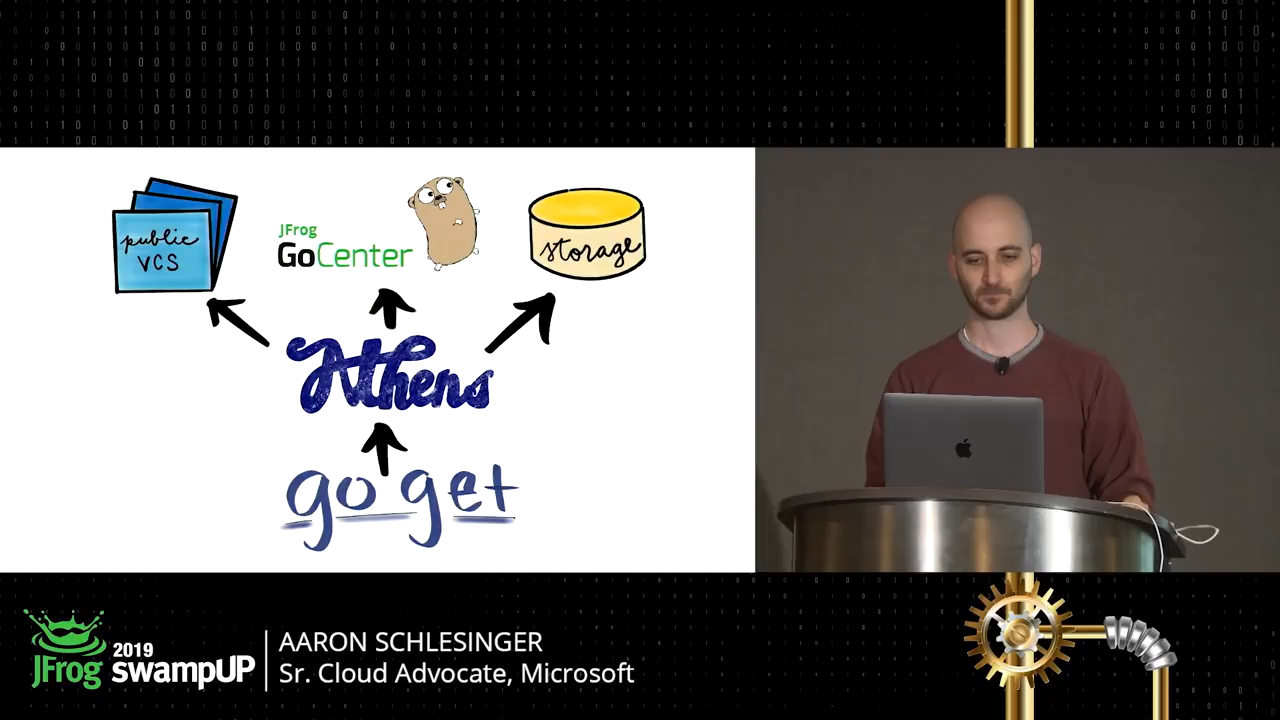 public
VCS
JFrog
GoCenter
storage
Athens
go get
2019
JFrog swampUP
AARON SCHLESINGER
Sr. Cloud Advocate, Microsoft